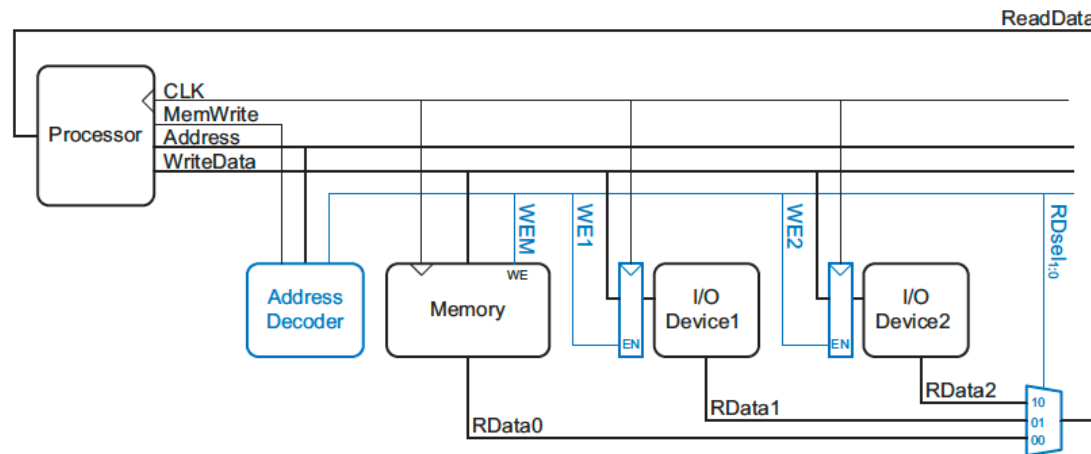 ReadData
CLK
MemWrite
Address
WriteData
Processor
WEM
WE1
WE2
RDsel1:0
Address
Decoder
WE
Memory
EN
I/O
Device1
EN
I/O
Device2
RData2
RData1
RData0
10
01
00